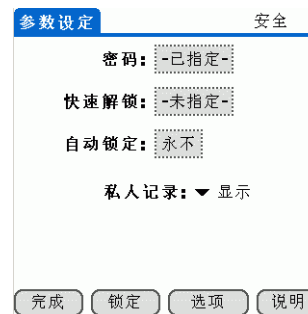 参数设定 安全
密码: -已指定-
快速解锁: -未指定-
自动锁定: 永不
私人记录: 显示
完成 锁定 选项 说明